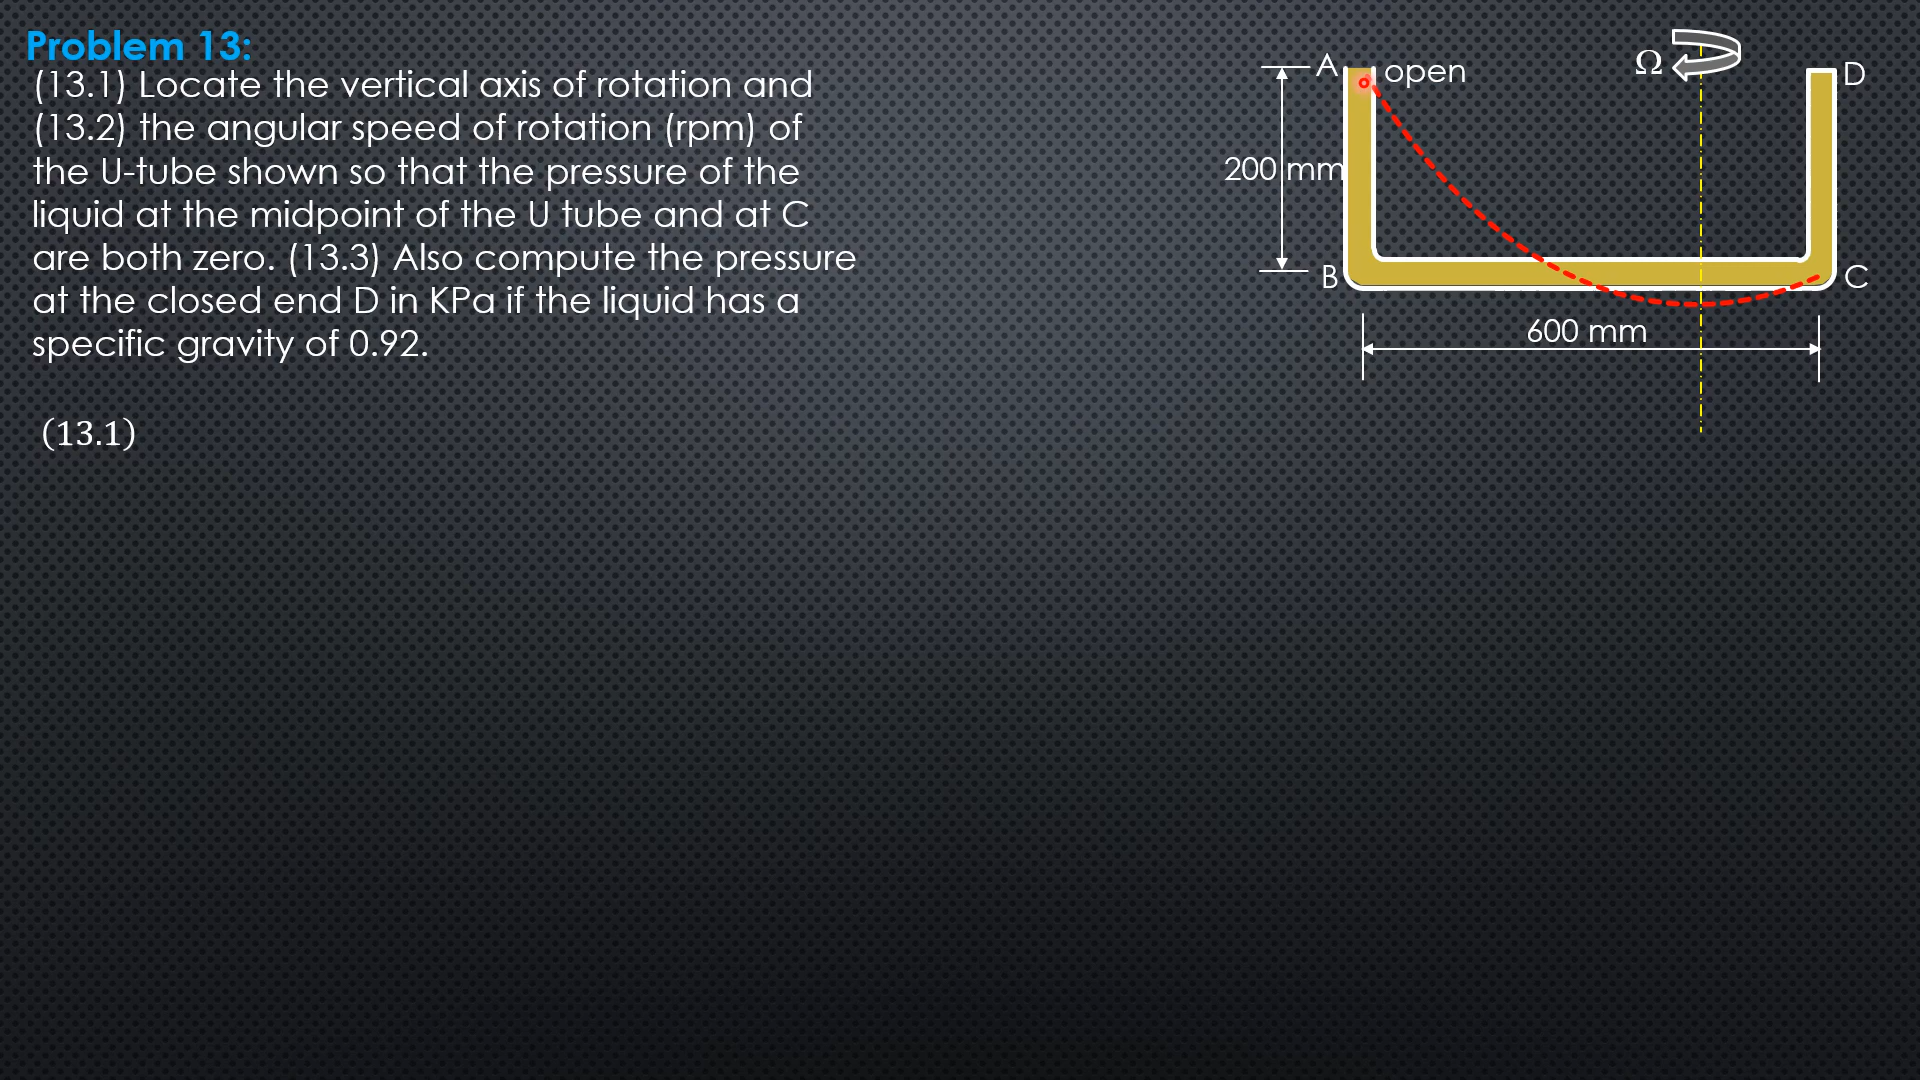 Problem 13:
(13.1) Locate the vertical axis of rotation and
(13.2) the angular speed of rotation (rpm) of
the U-tube shown so that the pressure of the
liquid at the midpoint of the U tube and at C
are both zero. (13.3) Also compute the pressure
at the closed end D in KPa if the liquid has a
specific gravity of 0.92.
(13.1)
A
open
Ω
D
200 mm
B
C
600 mm